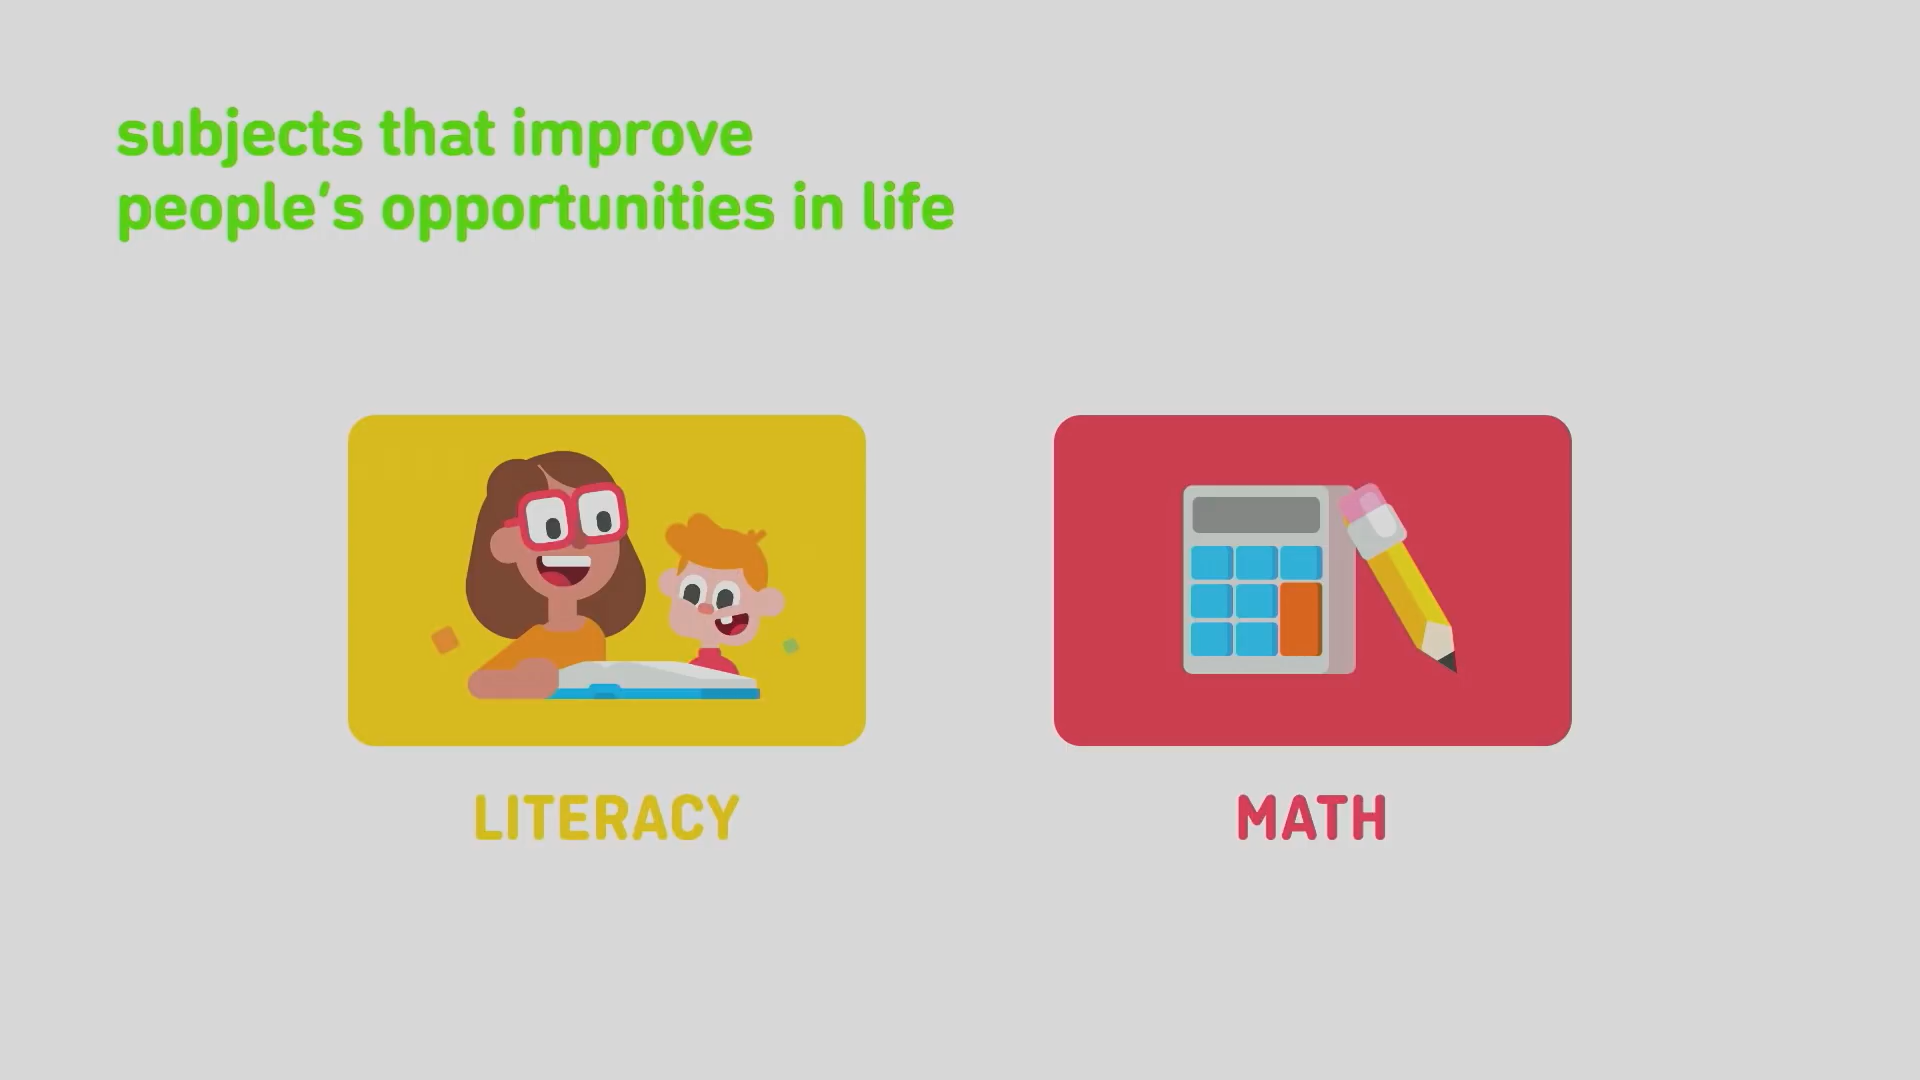 subjects that improve
people’s opportunities in life
LITERACY
MATH